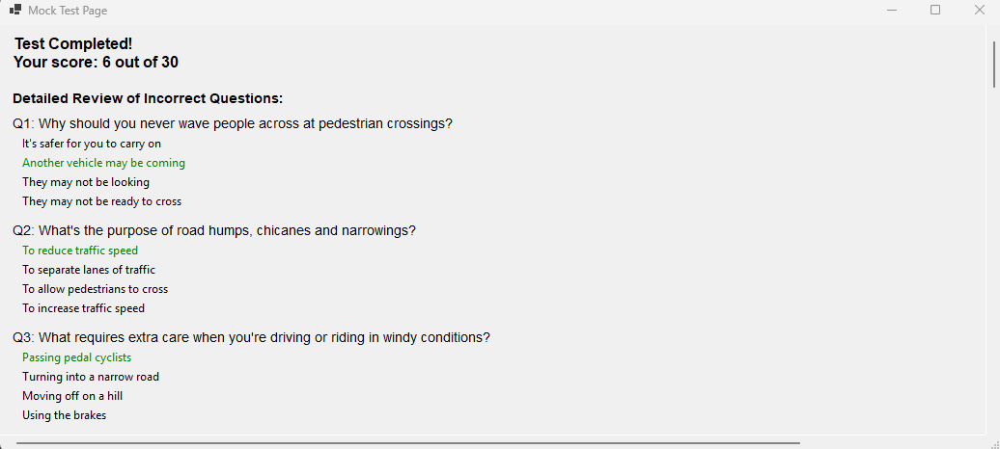 Mock Test Page
Test Completed!
Your score: 6 out of 30
Detailed Review of Incorrect Questions:
Q1: Why should you never wave people across at pedestrian crossings?
It's safer for you to carry on
Another vehicle may be coming
They may not be looking
They may not be ready to cross
Q2: What's the purpose of road humps, chicanes and narrowings?
To reduce traffic speed
To separate lanes of traffic
To allow pedestrians to cross
To increase traffic speed
Q3: What requires extra care when you're driving or riding in windy conditions?
Passing pedal cyclists
Turning into a narrow road
Moving off on a hill
Using the brakes